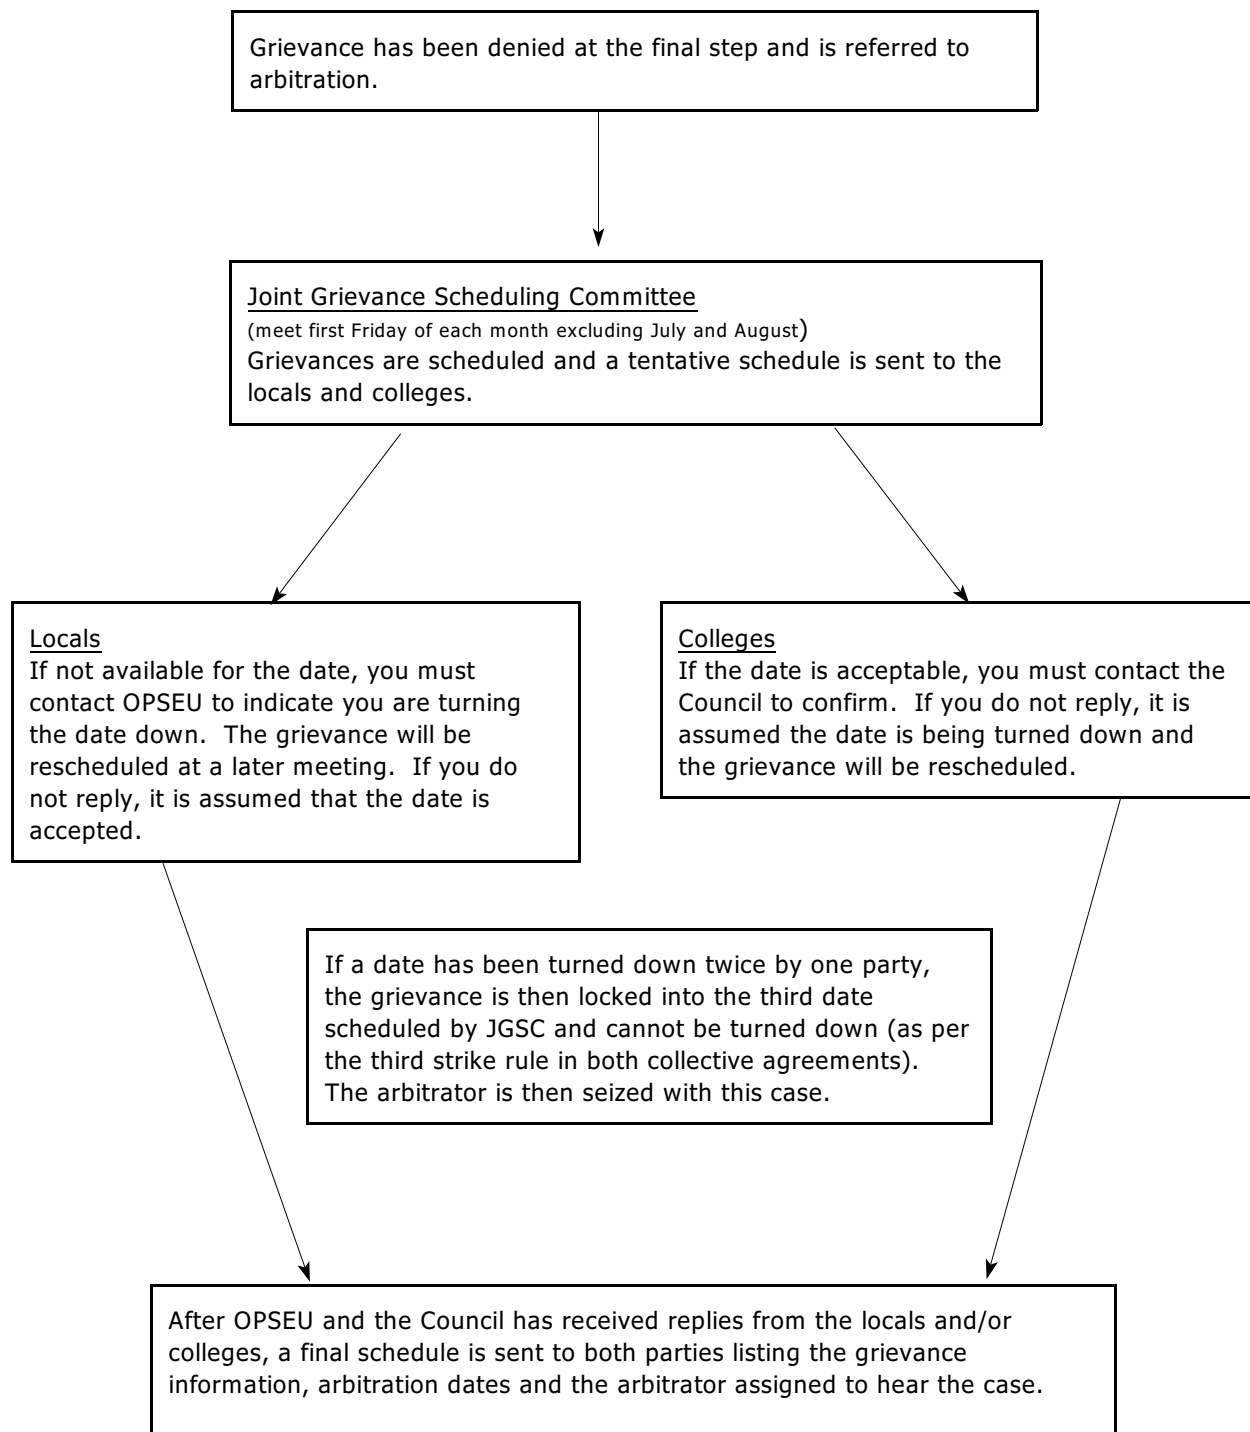 Grievance has been denied at the final step and is referred to
arbitration.
Joint Grievance Scheduling Committee
(meet first Friday of each month excluding July and August)
Grievances are scheduled and a tentative schedule is sent to the
locals and colleges.
Locals
If not available for the date, you must
contact OPSEU to indicate you are turning
the date down.  The grievance will be
rescheduled at a later meeting.  If you do
not reply, it is assumed that the date is
accepted.
Colleges
If the date is acceptable, you must contact the
Council to confirm.  If you do not reply, it is
assumed the date is being turned down and
the grievance will be rescheduled.
If a date has been turned down twice by one party,
the grievance is then locked into the third date
scheduled by JGSC and cannot be turned down (as per
the third strike rule in both collective agreements).
The arbitrator is then seized with this case.
After OPSEU and the Council has received replies from the locals and/or
colleges, a final schedule is sent to both parties listing the grievance
information, arbitration dates and the arbitrator assigned to hear the case.